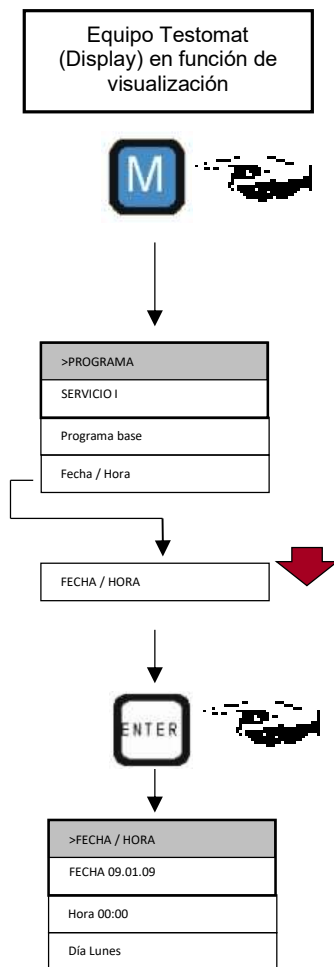 Equipo Testomat
(Display) en función de
visualización
M
>PROGRAMA
SERVICIO I
Programa base
Fecha / Hora
FECHA / HORA
ENTER
>FECHA / HORA
FECHA 09.01.09
Hora 00:00
Día Lunes